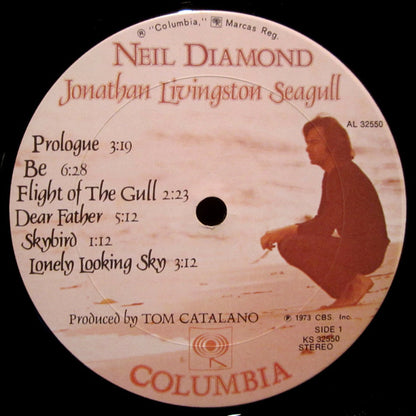 ® "Columbia," Marcas Reg.
NEIL DIAMOND
Jonathan Livingston Seagull
AL 32550
Prologue 3:19
Be 6:28
Flight of The Gull 2:23
Dear Father 5:12
Skybird 1:12
Lonely Looking Sky 3:12
Produced by TOM CATALANO
℗ 1973 CBS. Inc.
SIDE 1
KS 32550
STEREO
COLUMBIA